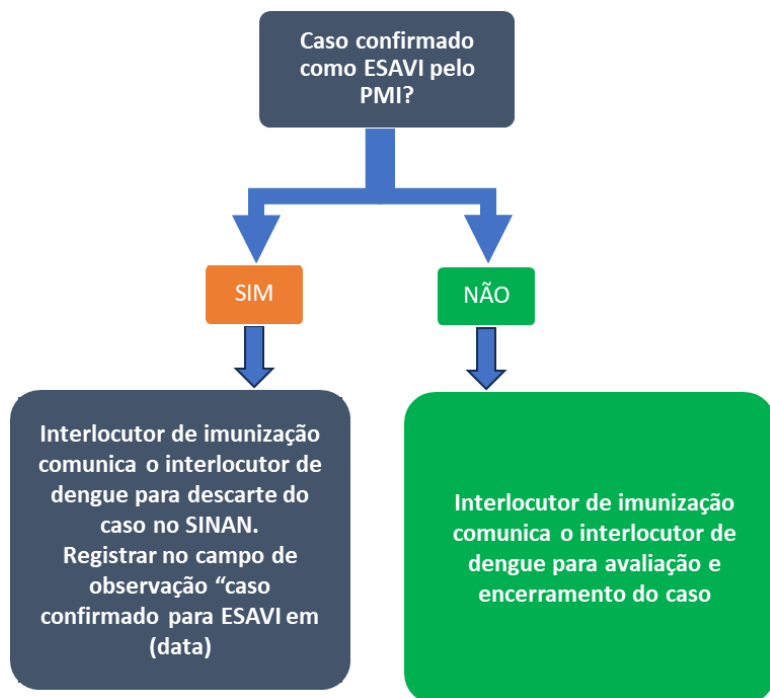 Caso confirmado
como ESAVI pelo
PMI?
SIM
NÃO
Interlocutor de imunização
comunica o interlocutor de
dengue para descarte do
caso no SINAN.
Registrar no campo de
observação “caso
confirmado para ESAVI em
(data)
Interlocutor de imunização
comunica o interlocutor de
dengue para avaliação e
encerramento do caso